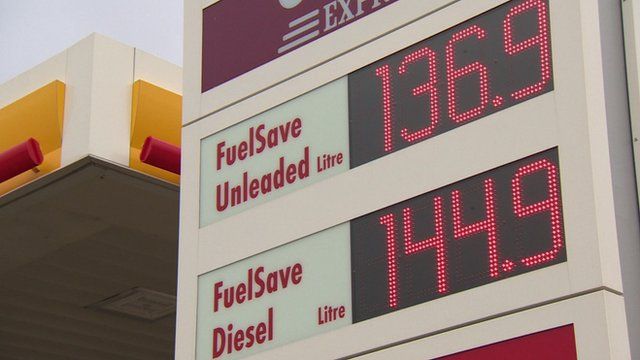 EXPR
FuelSave
Unleaded Litre
136.9
FuelSave
Diesel Litre
144.9